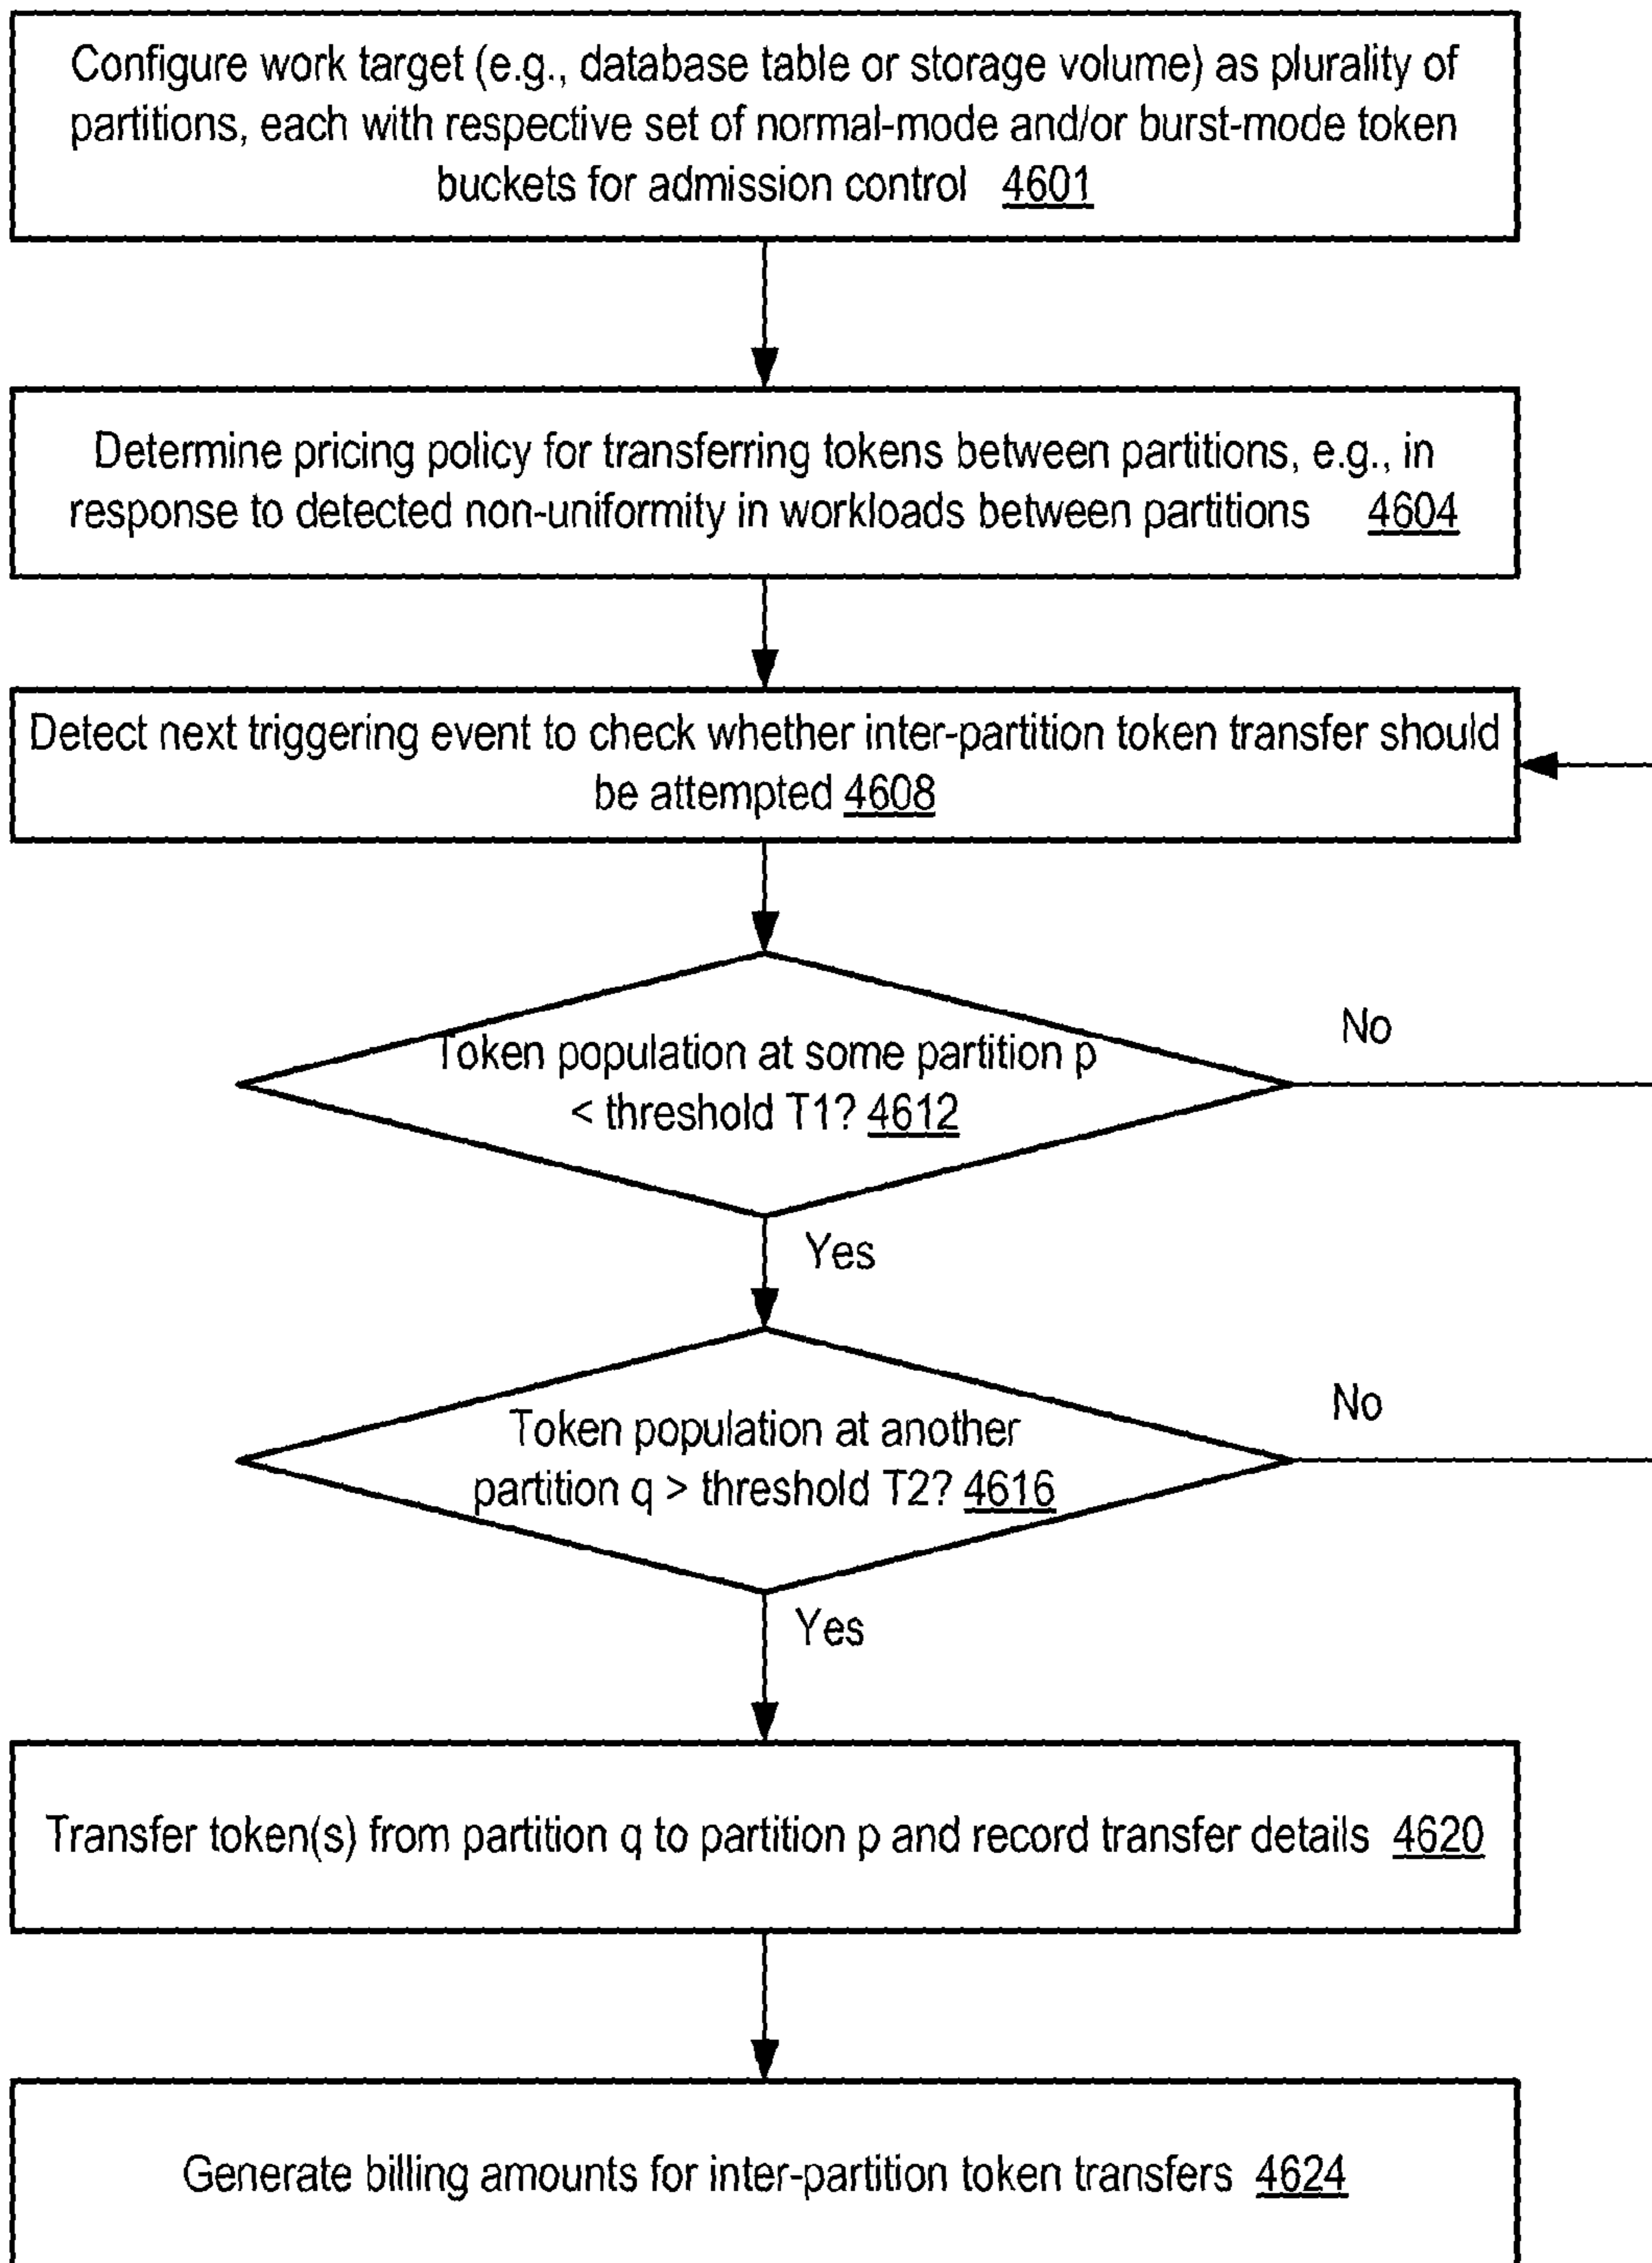 Configure work target (e.g., database table or storage volume) as plurality of
partitions, each with respective set of normal-mode and/or burst-mode token
buckets for admission control 4601
Determine pricing policy for transferring tokens between partitions, e.g., in
response to detected non-uniformity in workloads between partitions 4604
Detect next triggering event to check whether inter-partition token transfer should
be attempted 4608
Token population at some partition p
< threshold T1? 4612
No
Yes
Token population at another
partition q > threshold T2? 4616
No
Yes
Transfer token(s) from partition q to partition p and record transfer details 4620
Generate billing amounts for inter-partition token transfers 4624